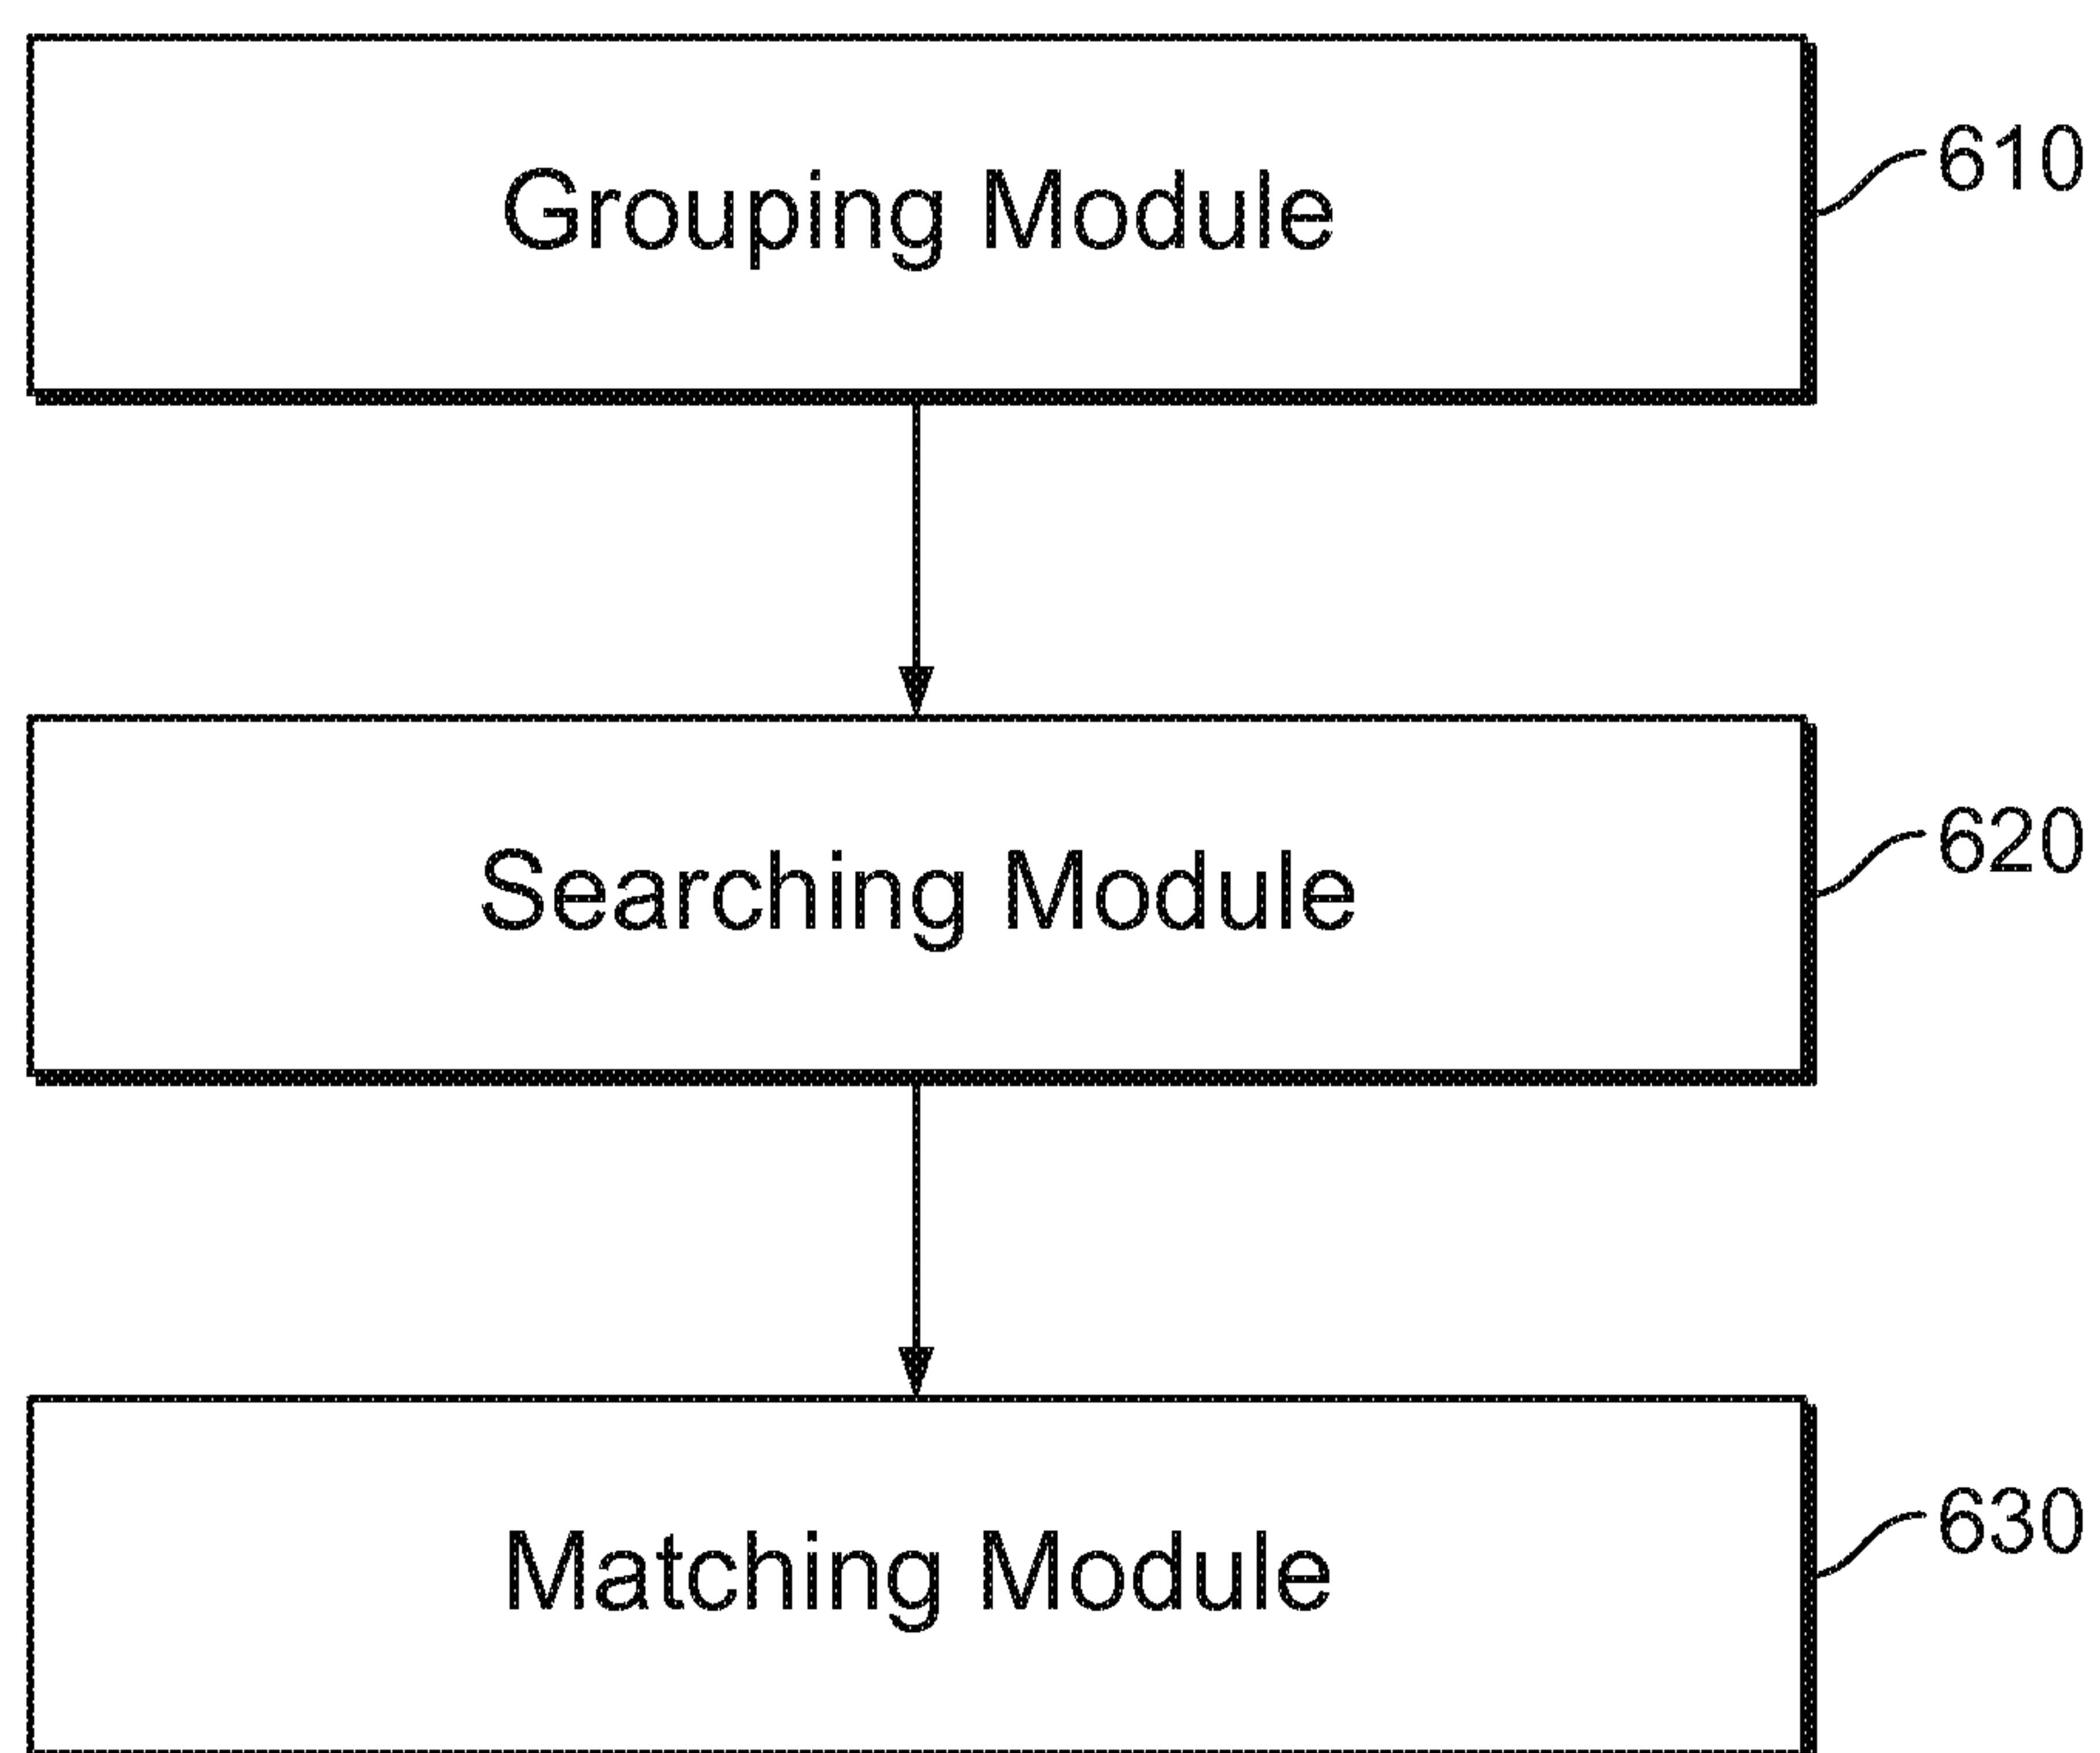 Grouping Module
610
Searching Module
620
Matching Module
630